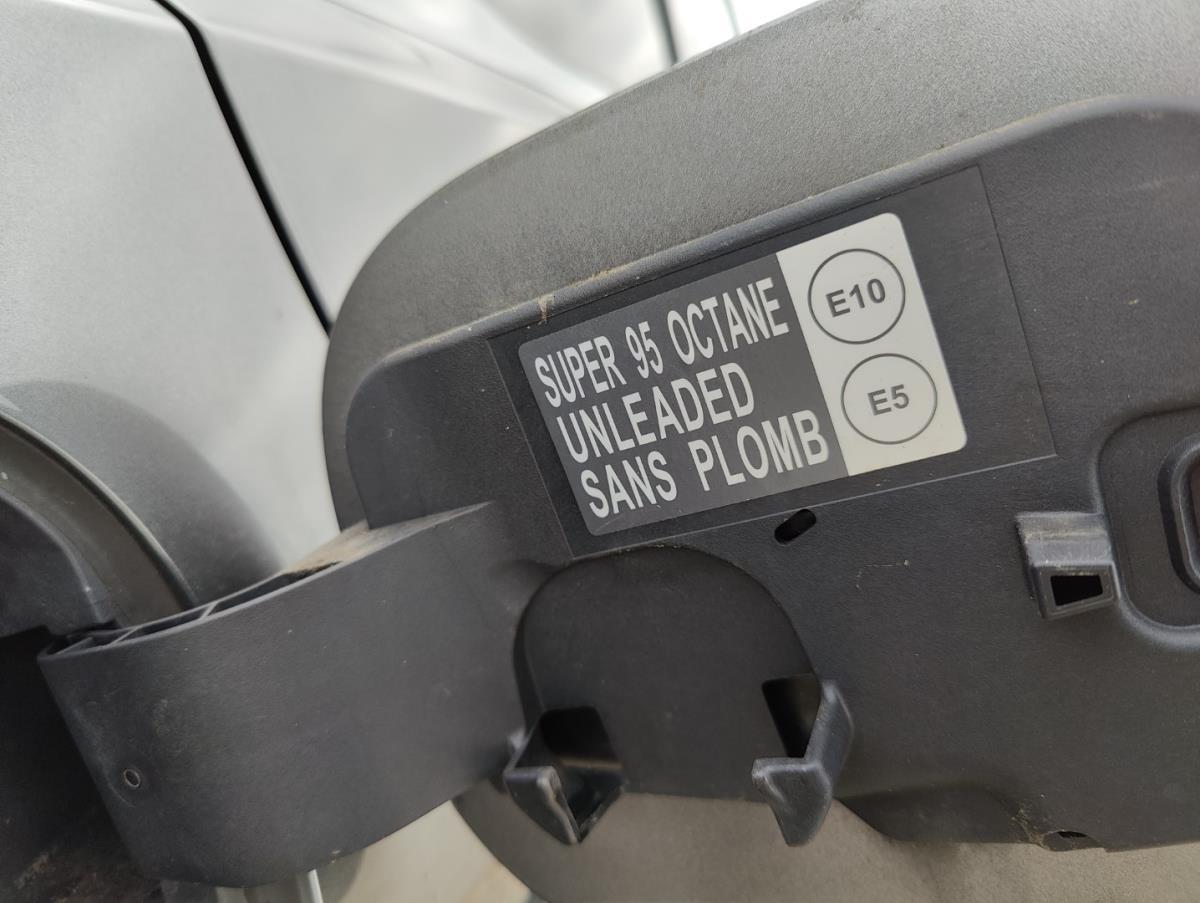 SUPER 95 OCTANE
UNLEADED
SANS PLOMB
E10
E5